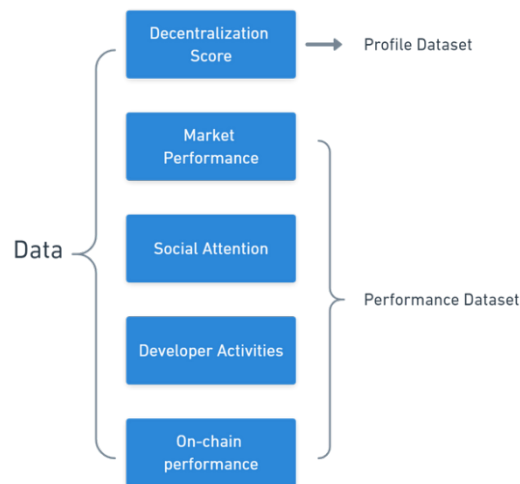 Decentralization
Score
Profile Dataset
Market
Performance
Social Attention
Data
Performance Dataset
Developer Activities
On-chain
performance